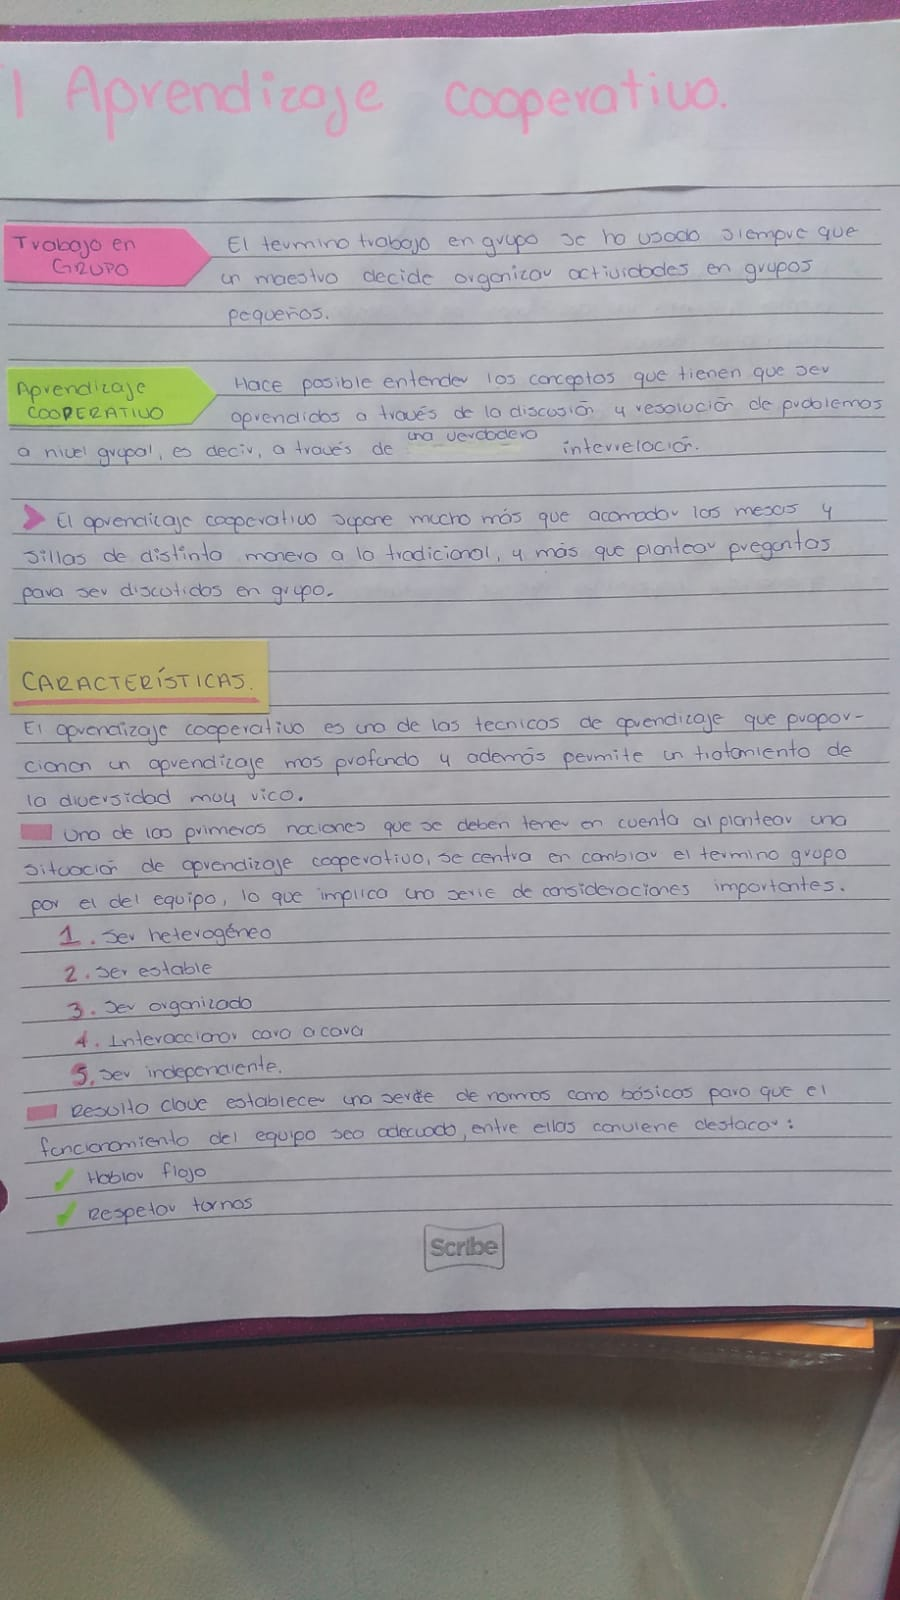 1 Aprendizaje cooperativo.
Trabajo en
GRUPO
El termino trabajo en grupo se ha usado siempre que
un maestro decide organizar actividades en grupos
pequeños.
Aprendizaje
COOPERATIVO
Hace posible entender los conceptos que tienen que ser
aprendidos a través de la discusión y resolución de problemas
a nivel grupal, es decir, a través de una verdadera interrelación.
El aprendizaje cooperativo supone mucho más que acomodar las mesas y
sillas de distinta manera a la tradicional, y más que plantear preguntas
para ser discutidas en grupo.
CARACTERÍSTICAS.
El aprendizaje cooperativo es una de las tecnicas de aprendizaje que propor-
cionan un aprendizaje mas profundo y además permite un tratamiento de
la diversidad muy rico.
Una de las primeras nociones que se deben tener en cuenta al plantear una
situación de aprendizaje cooperativo, se centra en cambiar el termino grupo
por el del equipo, lo que implica una serie de consideraciones importantes.
1. Ser heterogéneo
2. Ser estable
3. Ser organizado
4. Interaccionar cara a cara
5. Ser independiente.
Resulta clave establecer una serie de normas como básicas para que el
funcionamiento del equipo sea adecuado, entre ellas conviene destacar:
✓ Hablar flojo
✓ Respetar turnos
Scribe